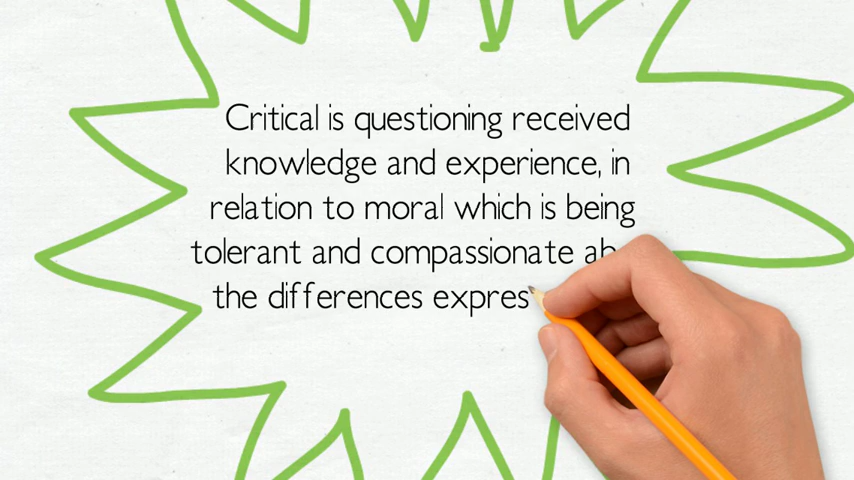 Critical is questioning received
knowledge and experience, in
relation to moral which is being
tolerant and compassionate
the differences expres